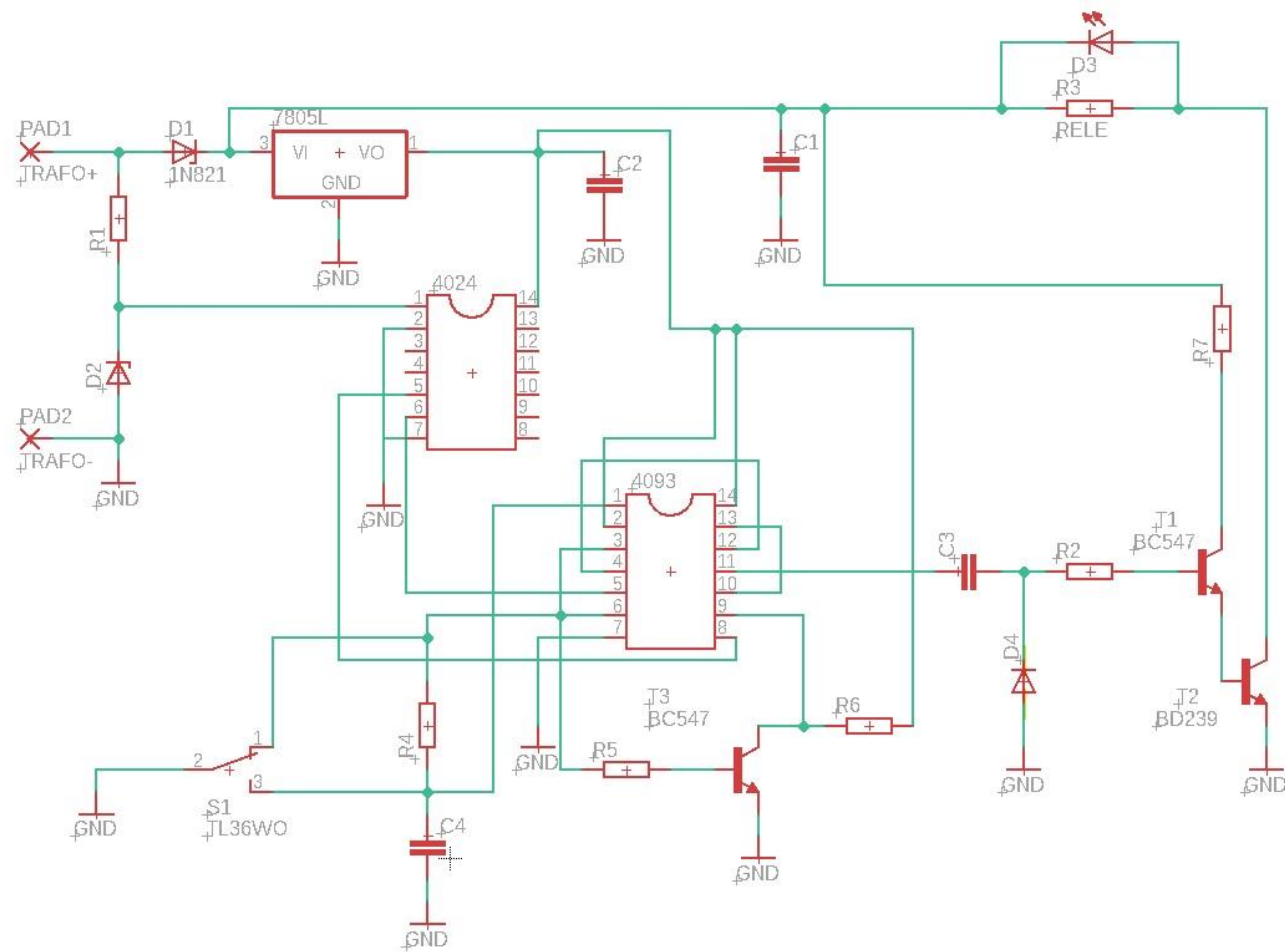 D3
R3
RELE
PAD1
TRAFO+
D1
1N821
7805L
3
VI
VO
1
GND
2
GND
C2
GND
C1
GND
R1
4024
1
2
3
4
5
6
7
14
13
12
11
10
9
8
R7
D2
PAD2
TRAFO-
GND
GND
4093
1
2
3
4
5
6
7
14
13
12
11
10
9
8
C3
R2
T1
BC547
D4
T3
BC547
R6
T2
BD239
R4
GND
R5
2
1
3
S1
TL36WO
GND
GND
GND
GND
C4
GND